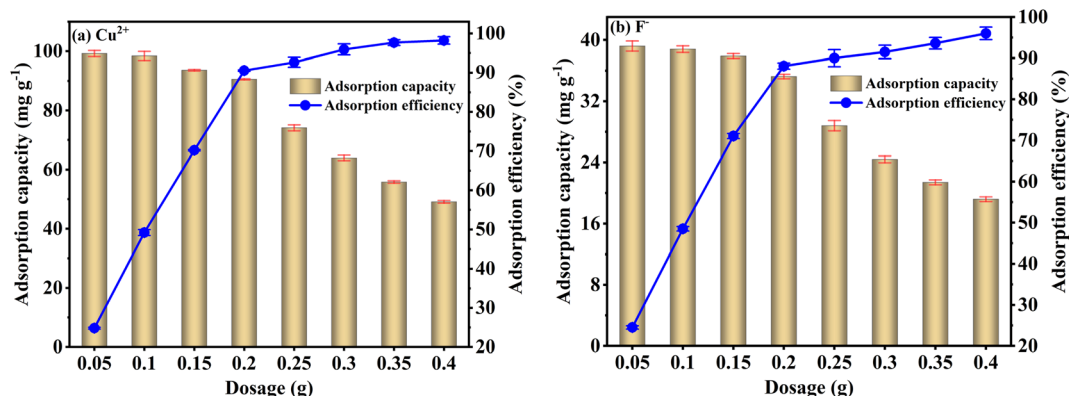 (a) Cu²⁺
Adsorption capacity (mg g⁻¹)
100
80
60
40
20
0
Adsorption capacity
Adsorption efficiency
100
90
80
70
60
50
40
30
20
Adsorption efficiency (%)
0.05 0.1 0.15 0.2 0.25 0.3 0.35 0.4
Dosage (g)
(b) F⁻
Adsorption capacity (mg g⁻¹)
40
32
24
16
8
0
Adsorption capacity
Adsorption efficiency
100
90
80
70
60
50
40
30
20
Adsorption efficiency (%)
0.05 0.1 0.15 0.2 0.25 0.3 0.35 0.4
Dosage (g)